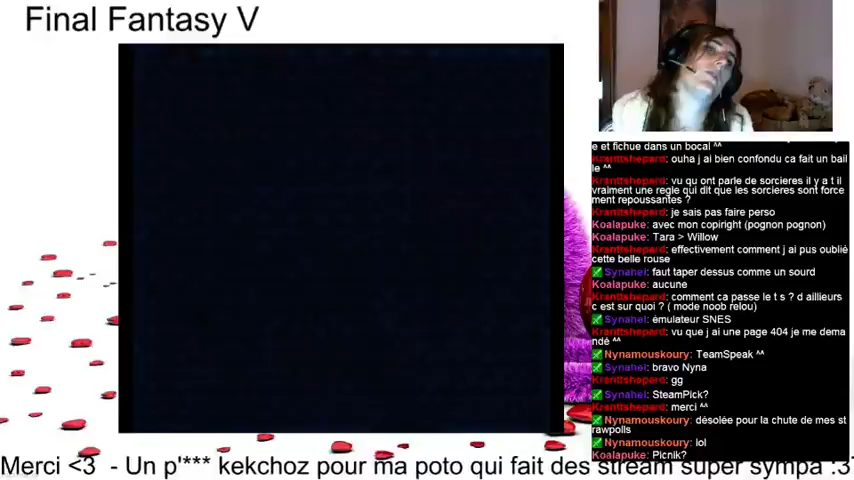 Final Fantasy V
e et fichue dans un bocal ^^
Kranttshepard: ouha j ai bien confondu ca fait un bail
le ^^
Kranttshepard: vu qu ont parle de sorcieres il y a t il
vraiment une regle qui dit que les sorcieres sont force
ment repoussantes ?
Kranttshepard: je sais pas faire perso
Koalapuke: avec mon copiright (pognon pognon)
Koalapuke: Tara > Willow
Kranttshepard: effectivement comment j ai pus oublié
cette belle rouse
Synahel: faut taper dessus comme un sourd
Koalapuke: aucune
Kranttshepard: comment ca passe le t s ? d ailleurs
c est sur quoi ? ( mode noob relou)
Synahel: émulateur SNES
Kranttshepard: vu que j ai une page 404 je me dema
ndé ^^
Nynamouskoury: TeamSpeak ^^
Synahel: bravo Nyna
Kranttshepard: gg
Synahel: SteamPick?
Kranttshepard: merci ^^
Nynamouskoury: désolée pour la chute de mes st
rawpolls
Nynamouskoury: lol
Koalapuke: Picnik?
Merci <3 - Un p'*** kekchoz pour ma poto qui fait des stream super sympa :3